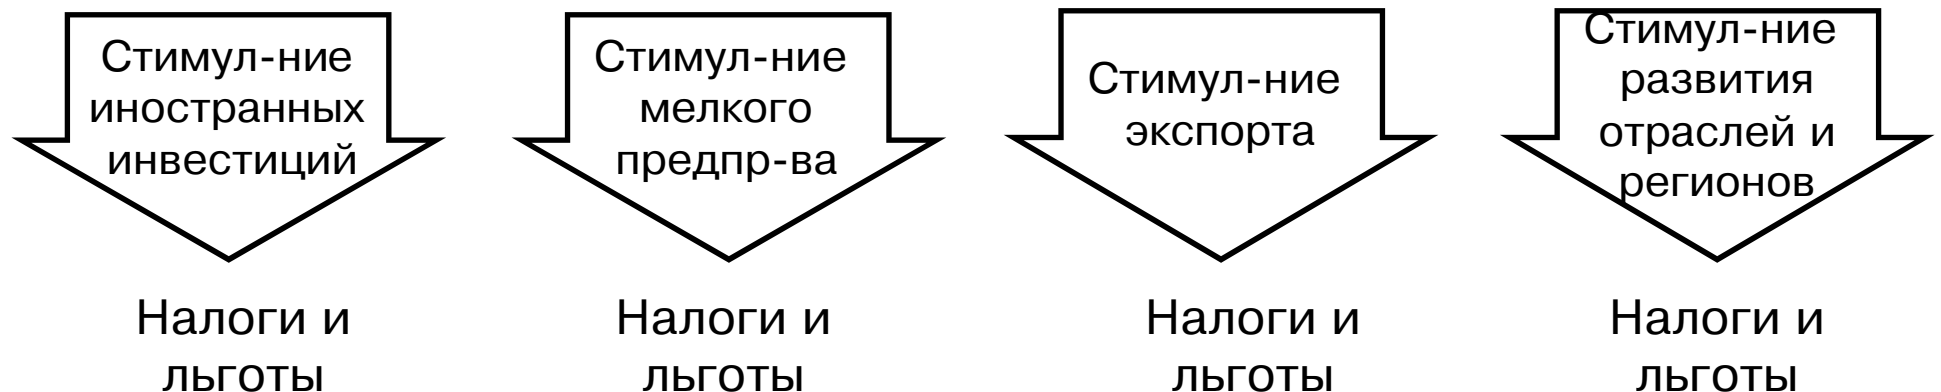 Стимул-ние
иностранных
инвестиций
Стимул-ние
мелкого
предпр-ва
Стимул-ние
экспорта
Стимул-ние
развития
отраслей и
регионов
Налоги и
льготы
Налоги и
льготы
Налоги и
льготы
Налоги и
льготы